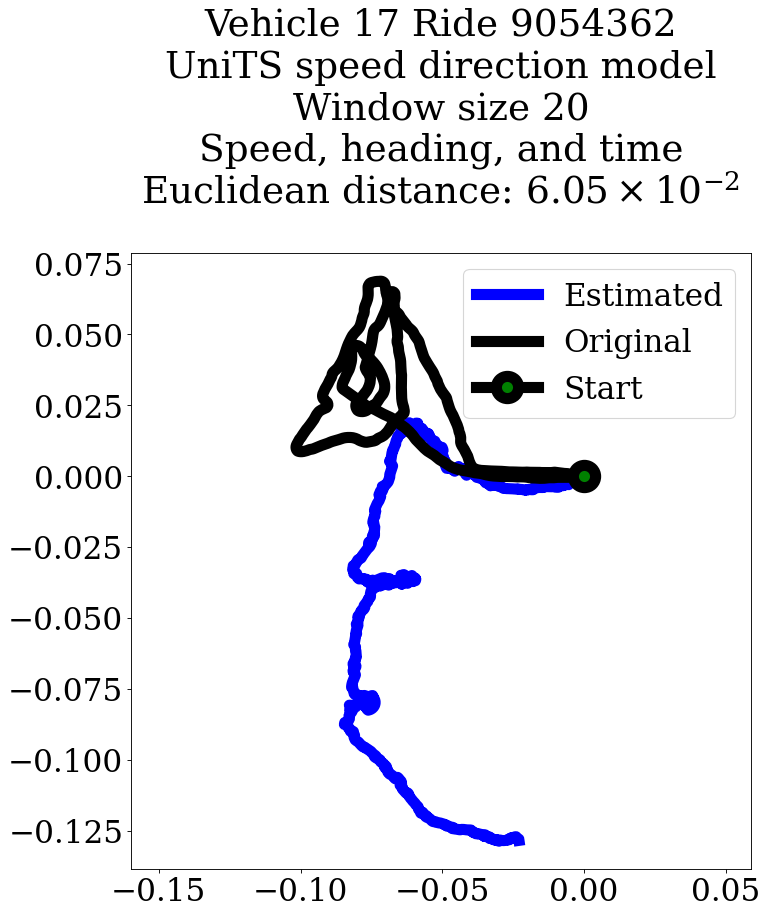 Vehicle 17 Ride 9054362
UniTS speed direction model
Window size 20
Speed, heading, and time
Euclidean distance: 6.05 × 10⁻²
Estimated
Original
Start
0.075
0.050
0.025
0.000
−0.025
−0.050
−0.075
−0.100
−0.125
−0.15 −0.10 −0.05 0.00 0.05